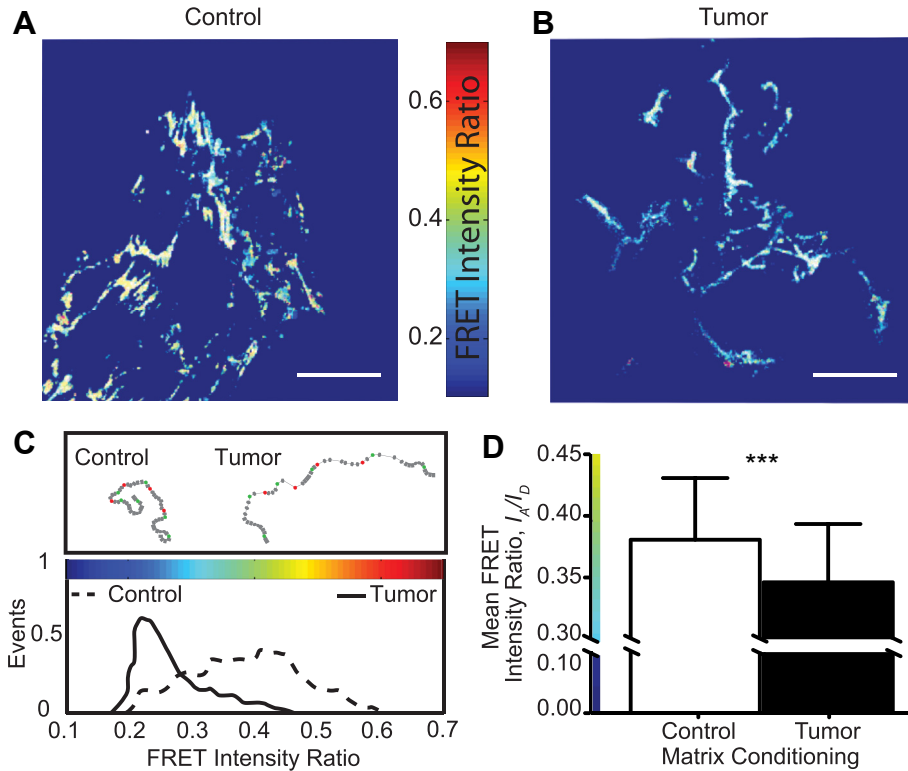 A
Control
B
Tumor
0.6
0.4
0.2
FRET Intensity Ratio
C
Control
Tumor
1
0.5
0
Events
Control
Tumor
0.1
0.2
0.3
0.4
0.5
0.6
0.7
FRET Intensity Ratio
D
***
0.45
0.40
0.35
0.30
0.10
0.00
Mean FRET
Intensity Ratio, I_A/I_D
Control
Tumor
Matrix Conditioning